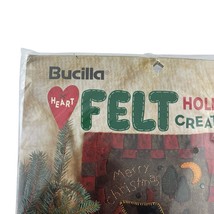 Bucilla
HEART
FELT HOL
CREAT
Merry
Christmas